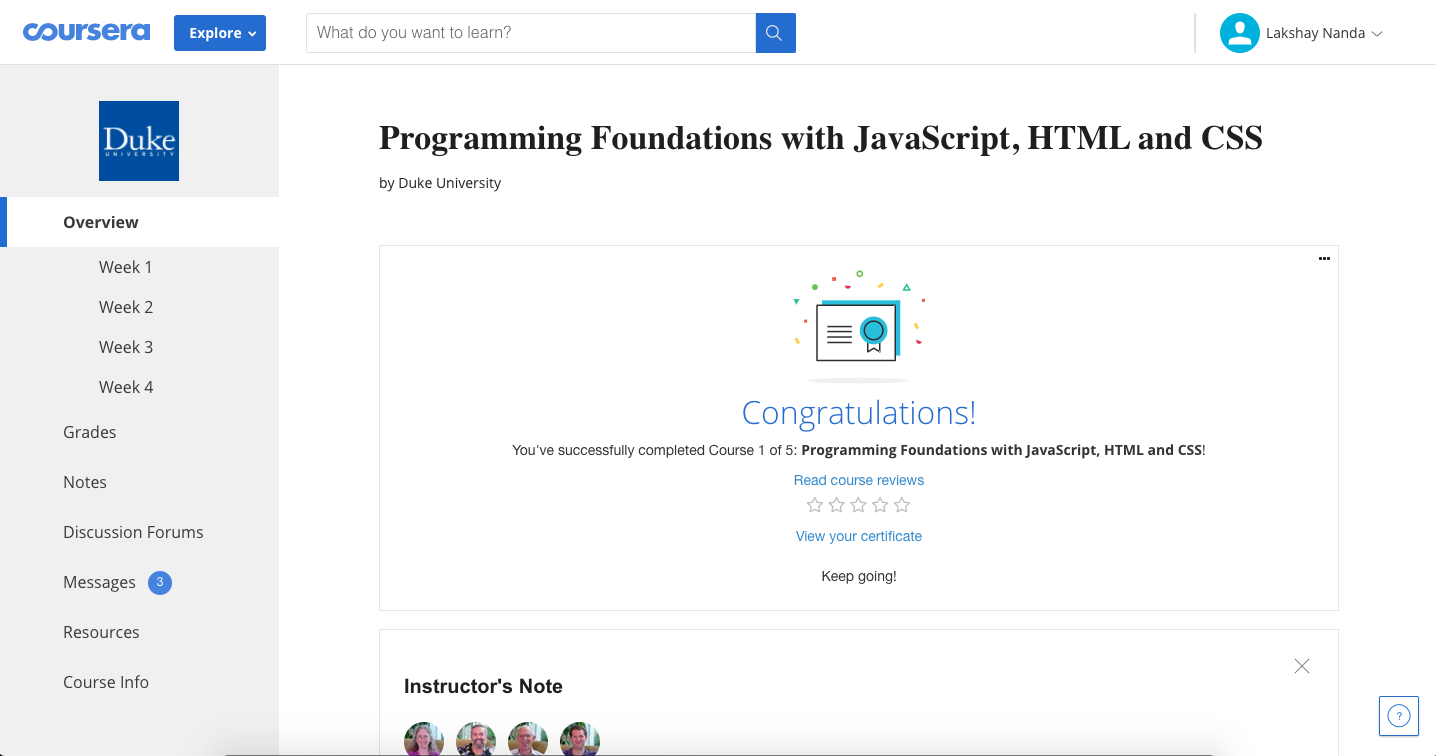 coursera
Explore
What do you want to learn?
Lakshay Nanda
Duke
UNIVERSITY
Overview
Week 1
Week 2
Week 3
Week 4
Grades
Notes
Discussion Forums
Messages 3
Resources
Course Info
Programming Foundations with JavaScript, HTML and CSS
by Duke University
Congratulations!
You've successfully completed Course 1 of 5: Programming Foundations with JavaScript, HTML and CSS!
Read course reviews
View your certificate
Keep going!
Instructor's Note
?